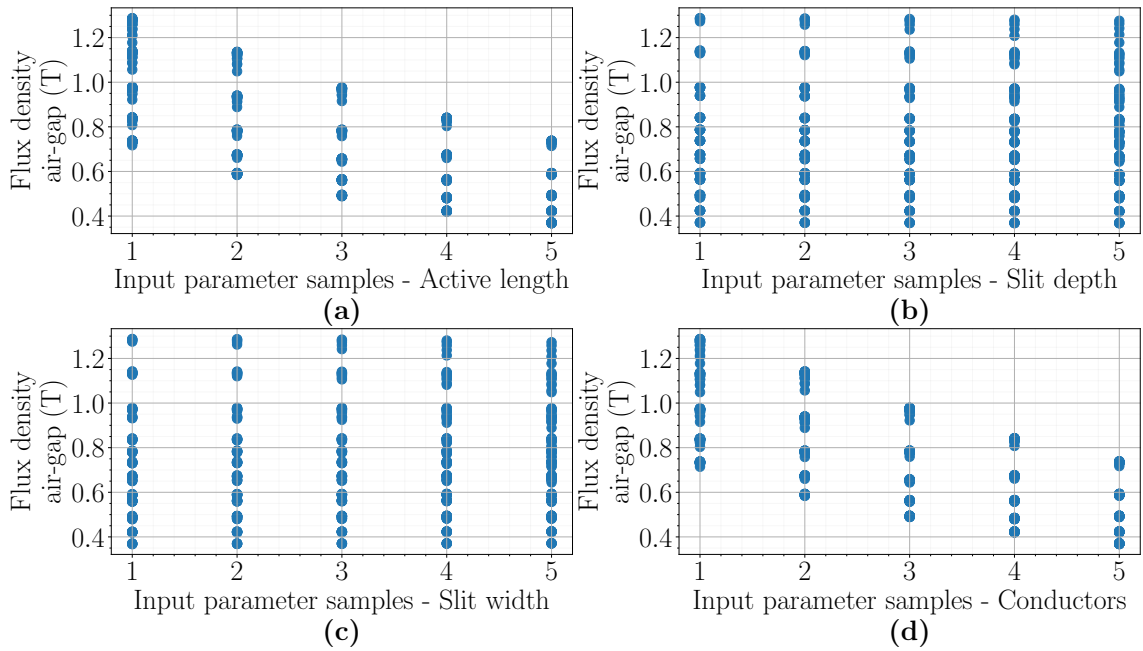 Flux density
air-gap (T)
1.2
1.0
0.8
0.6
0.4
1 2 3 4 5
Input parameter samples - Active length
(a)
Flux density
air-gap (T)
1.2
1.0
0.8
0.6
0.4
1 2 3 4 5
Input parameter samples - Slit depth
(b)
Flux density
air-gap (T)
1.2
1.0
0.8
0.6
0.4
1 2 3 4 5
Input parameter samples - Slit width
(c)
Flux density
air-gap (T)
1.2
1.0
0.8
0.6
0.4
1 2 3 4 5
Input parameter samples - Conductors
(d)